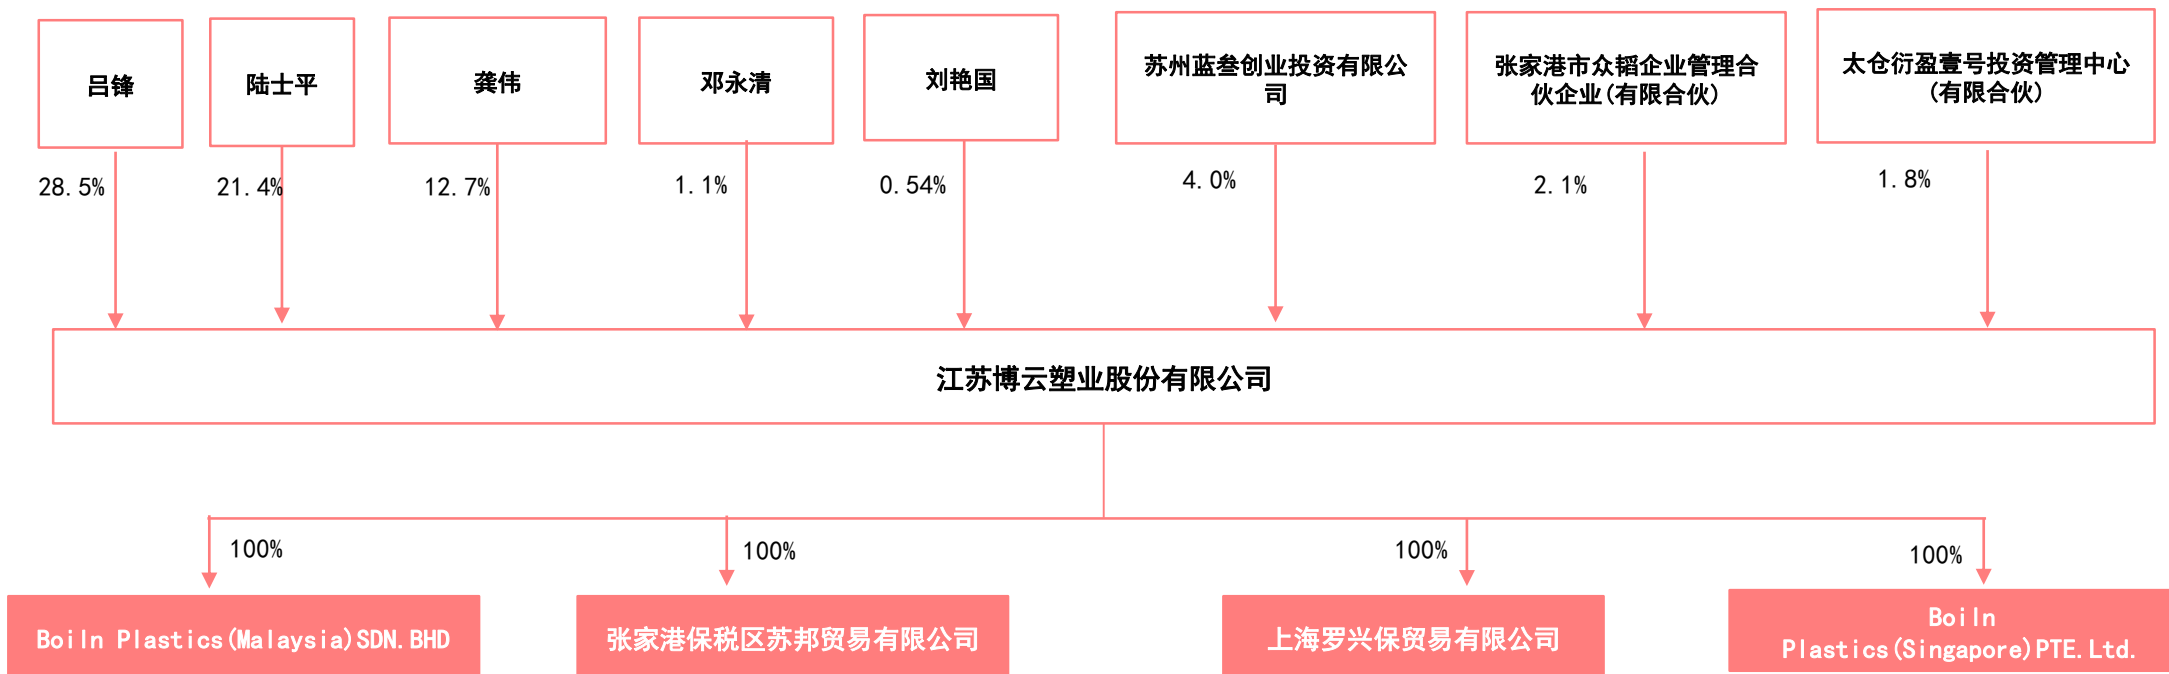 吕锋
陆士平
龚伟
邓永清
刘艳国
苏州蓝叁创业投资有限公
司
张家港市众韬企业管理合
伙企业(有限合伙)
太仓衍盈壹号投资管理中心
(有限合伙)
28.5%
21.4%
12.7%
1.1%
0.54%
4.0%
2.1%
1.8%
江苏博云塑业股份有限公司
100%
100%
100%
100%
Boiln Plastics(Malaysia)SDN.BHD
张家港保税区苏邦贸易有限公司
上海罗兴保贸易有限公司
Boiln
Plastics(Singapore)PTE.Ltd.